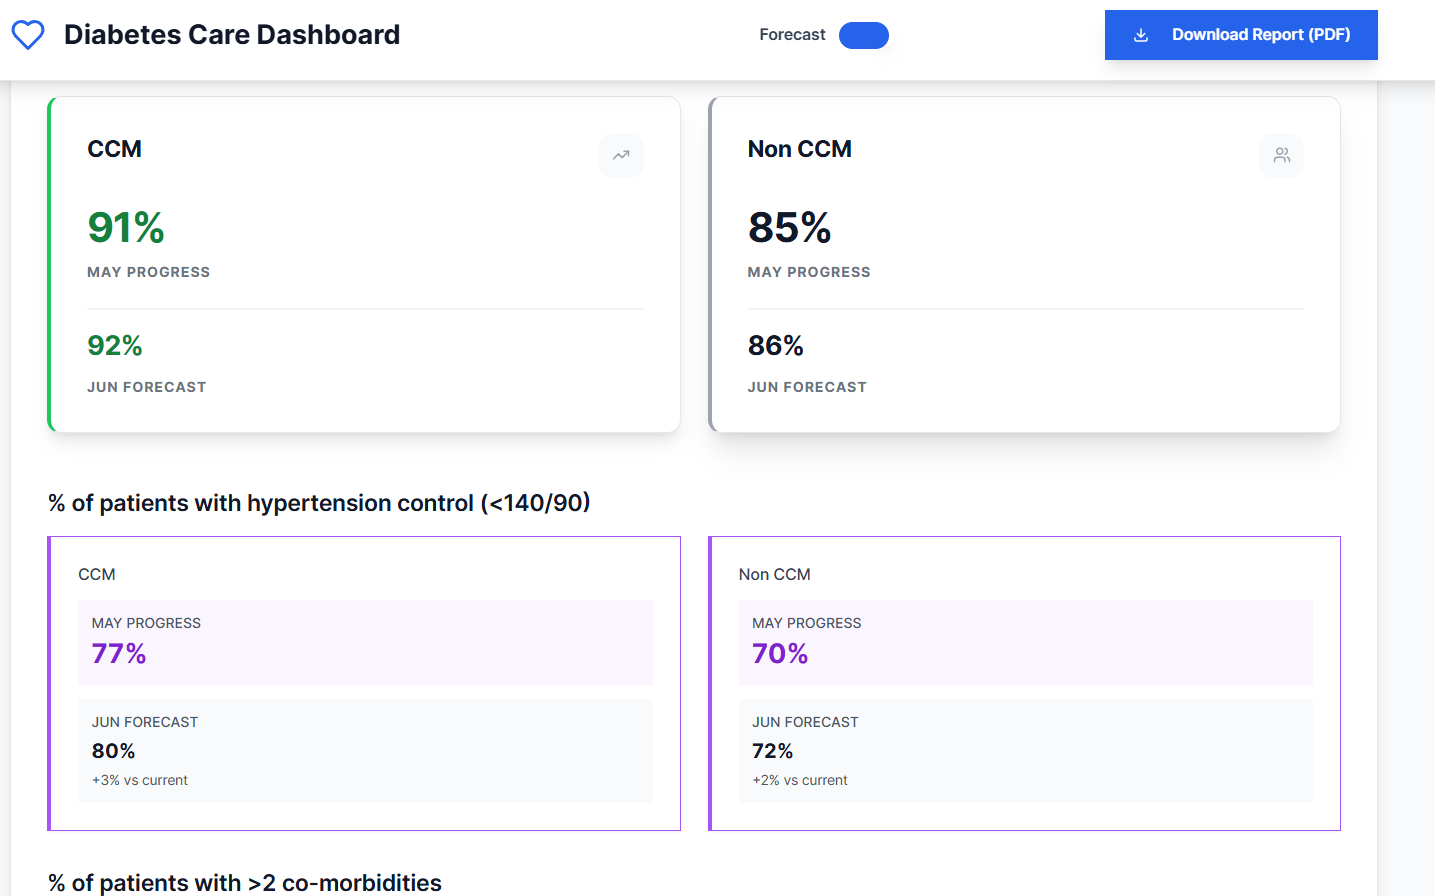 Diabetes Care Dashboard
Forecast
Download Report (PDF)
CCM
91%
MAY PROGRESS
92%
JUN FORECAST
Non CCM
85%
MAY PROGRESS
86%
JUN FORECAST
% of patients with hypertension control (<140/90)
CCM
MAY PROGRESS
77%
JUN FORECAST
80%
+3% vs current
Non CCM
MAY PROGRESS
70%
JUN FORECAST
72%
+2% vs current
% of patients with >2 co-morbidities